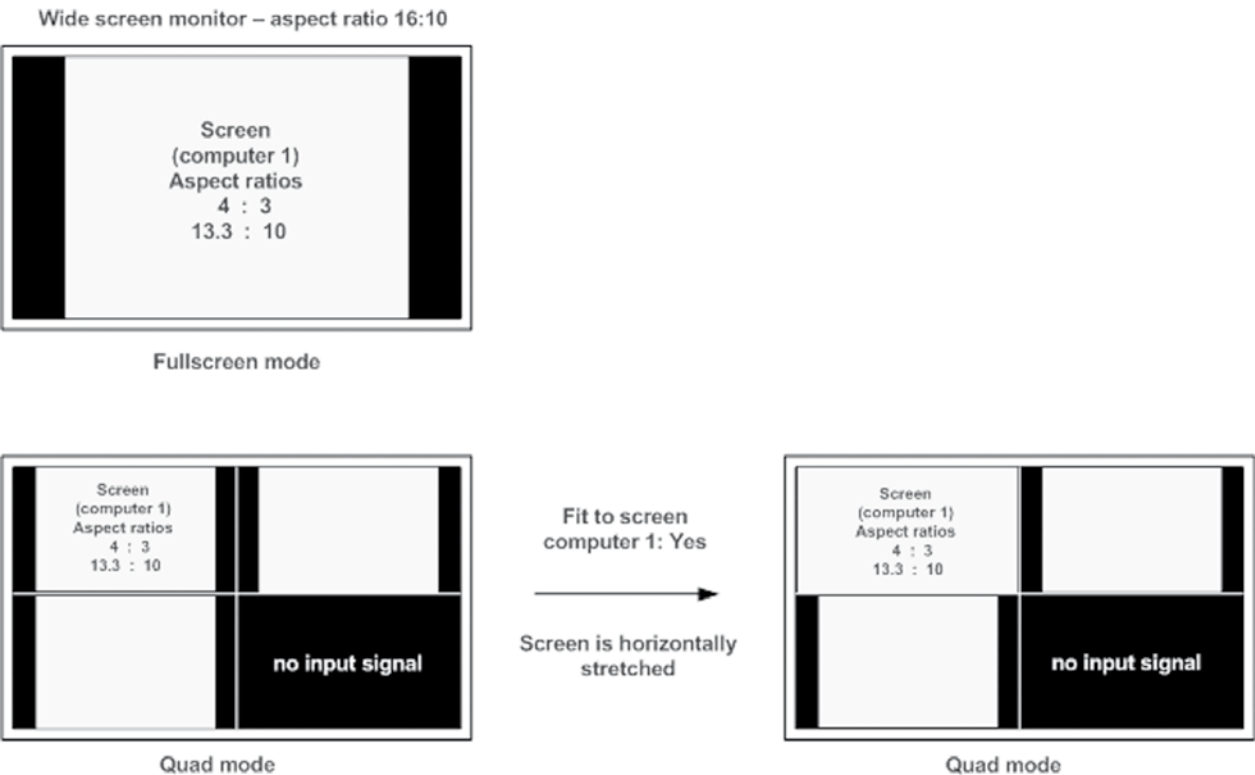 Wide screen monitor – aspect ratio 16:10
Screen
(computer 1)
Aspect ratios
4 : 3
13.3 : 10
Fullscreen mode
Screen
(computer 1)
Aspect ratios
4 : 3
13.3 : 10
no input signal
Quad mode
Fit to screen
computer 1: Yes
Screen is horizontally
stretched
Screen
(computer 1)
Aspect ratios
4 : 3
13.3 : 10
no input signal
Quad mode